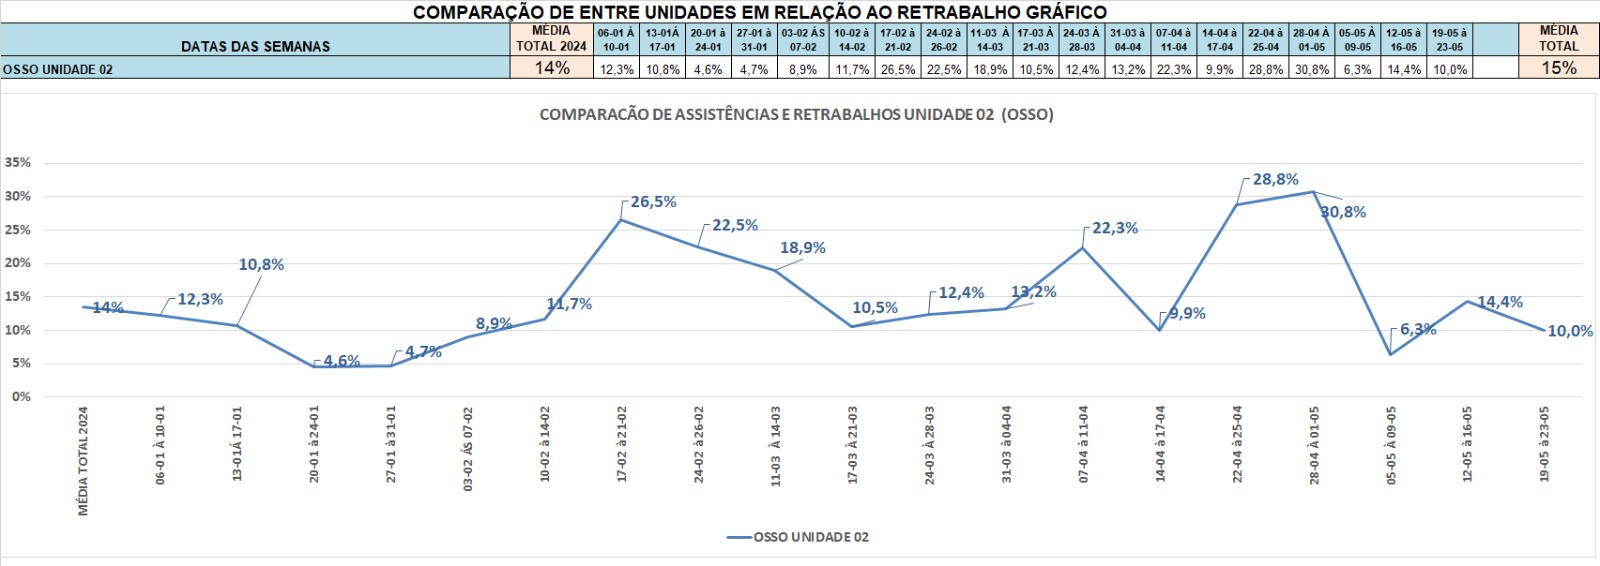 COMPARAÇÃO DE ENTRE UNIDADES EM RELAÇÃO AO RETRABALHO GRÁFICO
DATAS DAS SEMANAS
MÉDIA TOTAL 2024
06-01 À 10-01
13-01À 17-01
20-01 à 24-01
27-01 à 31-01
03-02 ÁS 07-02
10-02 à 14-02
17-02 à 21-02
24-02 à 26-02
11-03 À 14-03
17-03 À 21-03
24-03 À 28-03
31-03 à 04-04
07-04 à 11-04
14-04 à 17-04
22-04 à 25-04
28-04 À 01-05
05-05 À 09-05
12-05 à 16-05
19-05 à 23-05
MÉDIA TOTAL
OSSO UNIDADE 02 14% 12,3% 10,8% 4,6% 4,7% 8,9% 11,7% 26,5% 22,5% 18,9% 10,5% 12,4% 13,2% 22,3% 9,9% 28,8% 30,8% 6,3% 14,4% 10,0% 15%
COMPARACÃO DE ASSISTÊNCIAS E RETRABALHOS UNIDADE 02 (OSSO)
35%
30%
25%
20%
15%
10%
5%
0%
14%
12,3%
10,8%
4,6%
4,7%
8,9%
11,7%
26,5%
22,5%
18,9%
10,5%
12,4%
13,2%
22,3%
9,9%
28,8%
30,8%
6,3%
14,4%
10,0%
MÉDIA TOTAL 2024
06-01 À 10-01
13-01Á 17-01
20-01 à 24-01
27-01 à 31-01
03-02 ÁS 07-02
10-02 à 14-02
17-02 à 21-02
24-02 à 26-02
11-03 À 14-03
17-03 À 21-03
24-03 À 28-03
31-03 à 04-04
07-04 à 11-04
14-04 à 17-04
22-04 à 25-04
28-04 À 01-05
05-05 À 09-05
12-05 à 16-05
19-05 à 23-05
OSSO UNIDADE 02